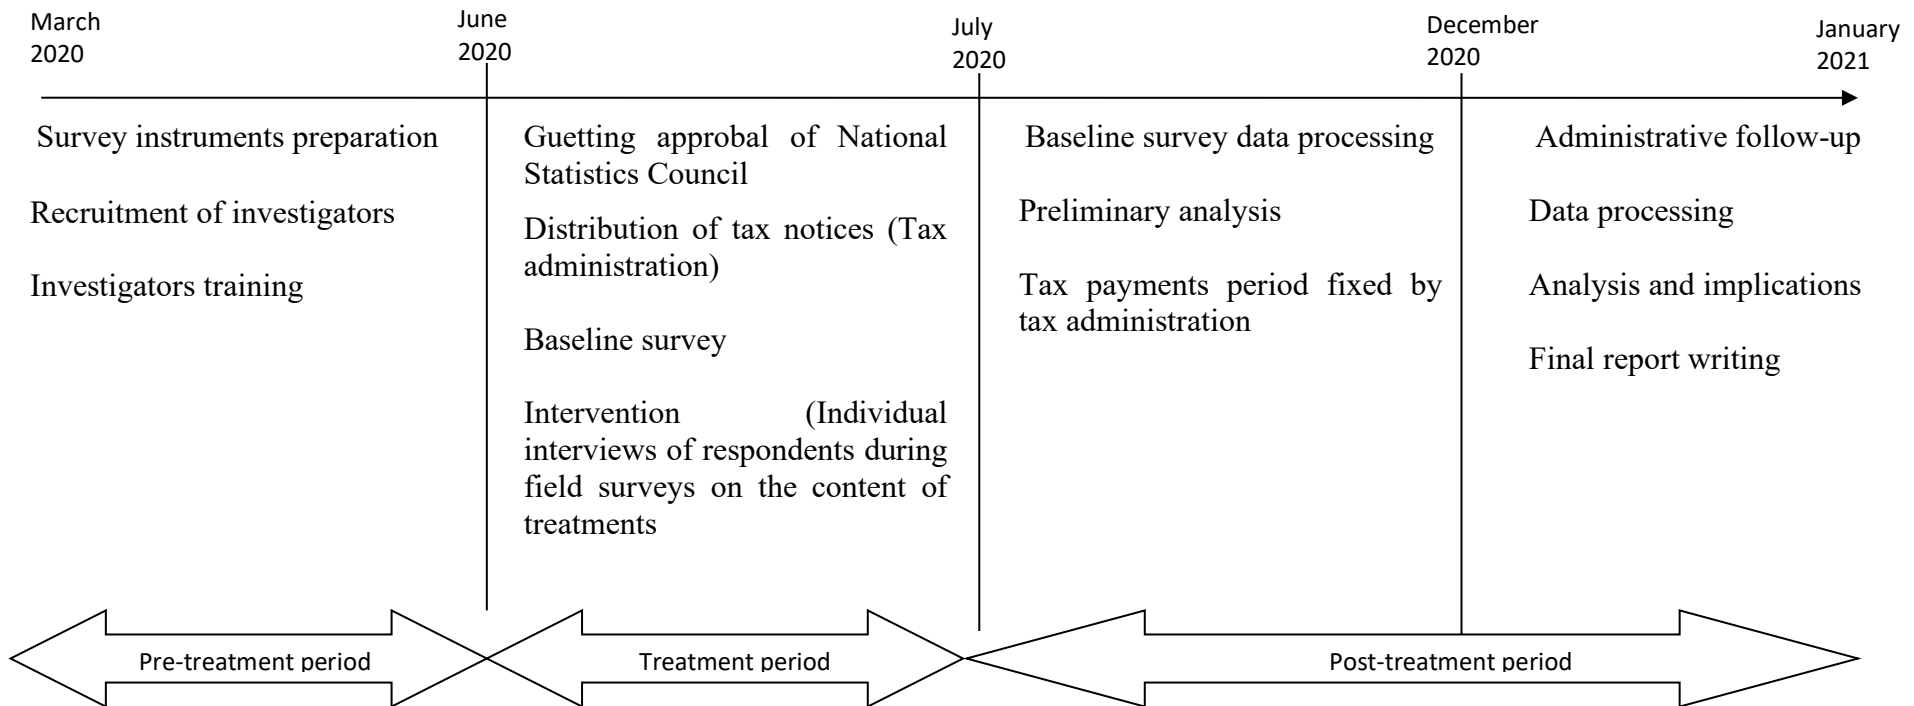 March
2020
June
2020
July
2020
December
2020
January
2021
Survey instruments preparation
Recruitment of investigators
Investigators training
Guetting approbal of National
Statistics Council
Distribution of tax notices (Tax
administration)
Baseline survey
Intervention (Individual
interviews of respondents during
field surveys on the content of
treatments
Baseline survey data processing
Preliminary analysis
Tax payments period fixed by
tax administration
Administrative follow-up
Data processing
Analysis and implications
Final report writing
Pre-treatment period
Treatment period
Post-treatment period